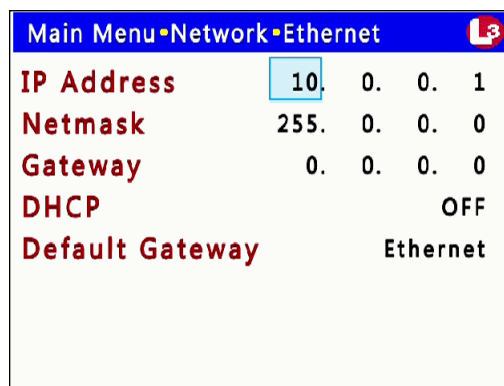 Main Menu•Network•Ethernet L3
IP Address 10. 0. 0. 1
Netmask 255. 0. 0. 0
Gateway 0. 0. 0. 0
DHCP OFF
Default Gateway Ethernet